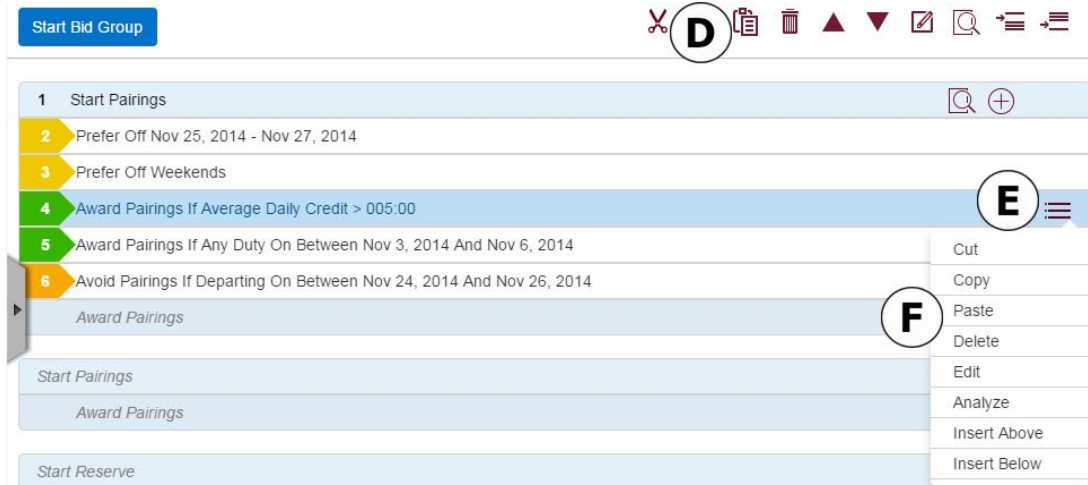 Start Bid Group
D
1 Start Pairings
2 Prefer Off Nov 25, 2014 - Nov 27, 2014
3 Prefer Off Weekends
4 Award Pairings If Average Daily Credit > 005:00
E
5 Award Pairings If Any Duty On Between Nov 3, 2014 And Nov 6, 2014
6 Avoid Pairings If Departing On Between Nov 24, 2014 And Nov 26, 2014
Award Pairings
Start Pairings
Award Pairings
Start Reserve
F
Cut
Copy
Paste
Delete
Edit
Analyze
Insert Above
Insert Below